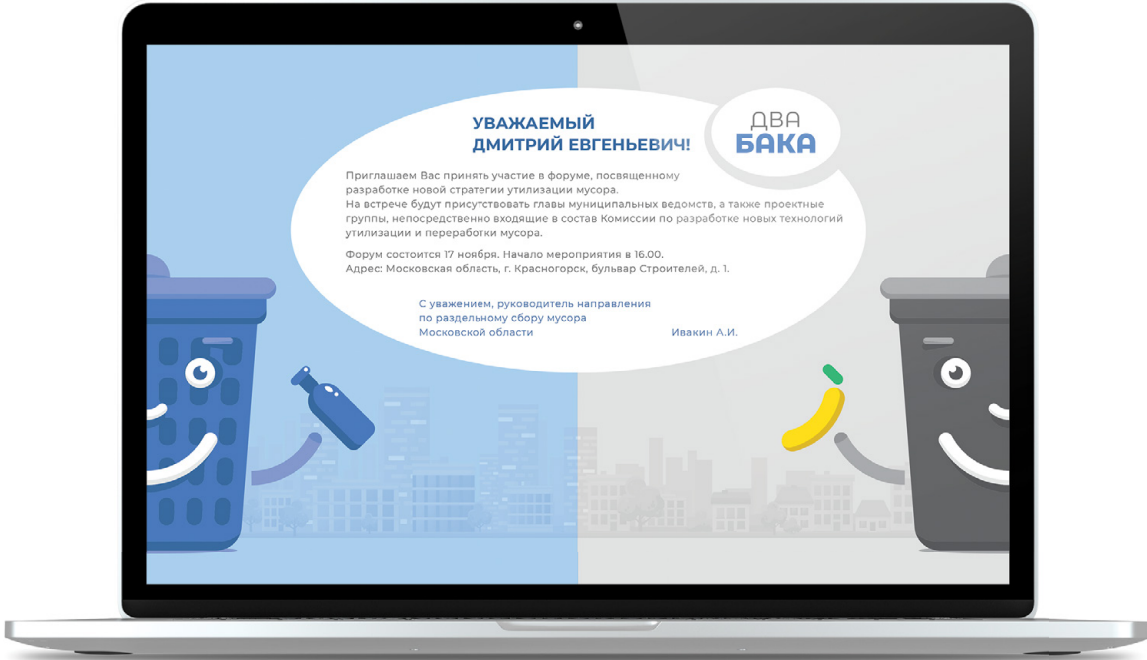 УВАЖАЕМЫЙ
ДМИТРИЙ ЕВГЕНЬЕВИЧ!
ДВА
БАКА
Приглашаем Вас принять участие в форуме, посвященному
разработке новой стратегии утилизации мусора.
На встрече будут присутствовать главы муниципальных ведомств, а также проектные
группы, непосредственно входящие в состав Комиссии по разработке новых технологий
утилизации и переработки мусора.
Форум состоится 17 ноября. Начало мероприятия в 16.00.
Адрес: Московская область, г. Красногорск, бульвар Строителей, д. 1.
С уважением, руководитель направления
по раздельному сбору мусора
Московской области Ивакин А.И.